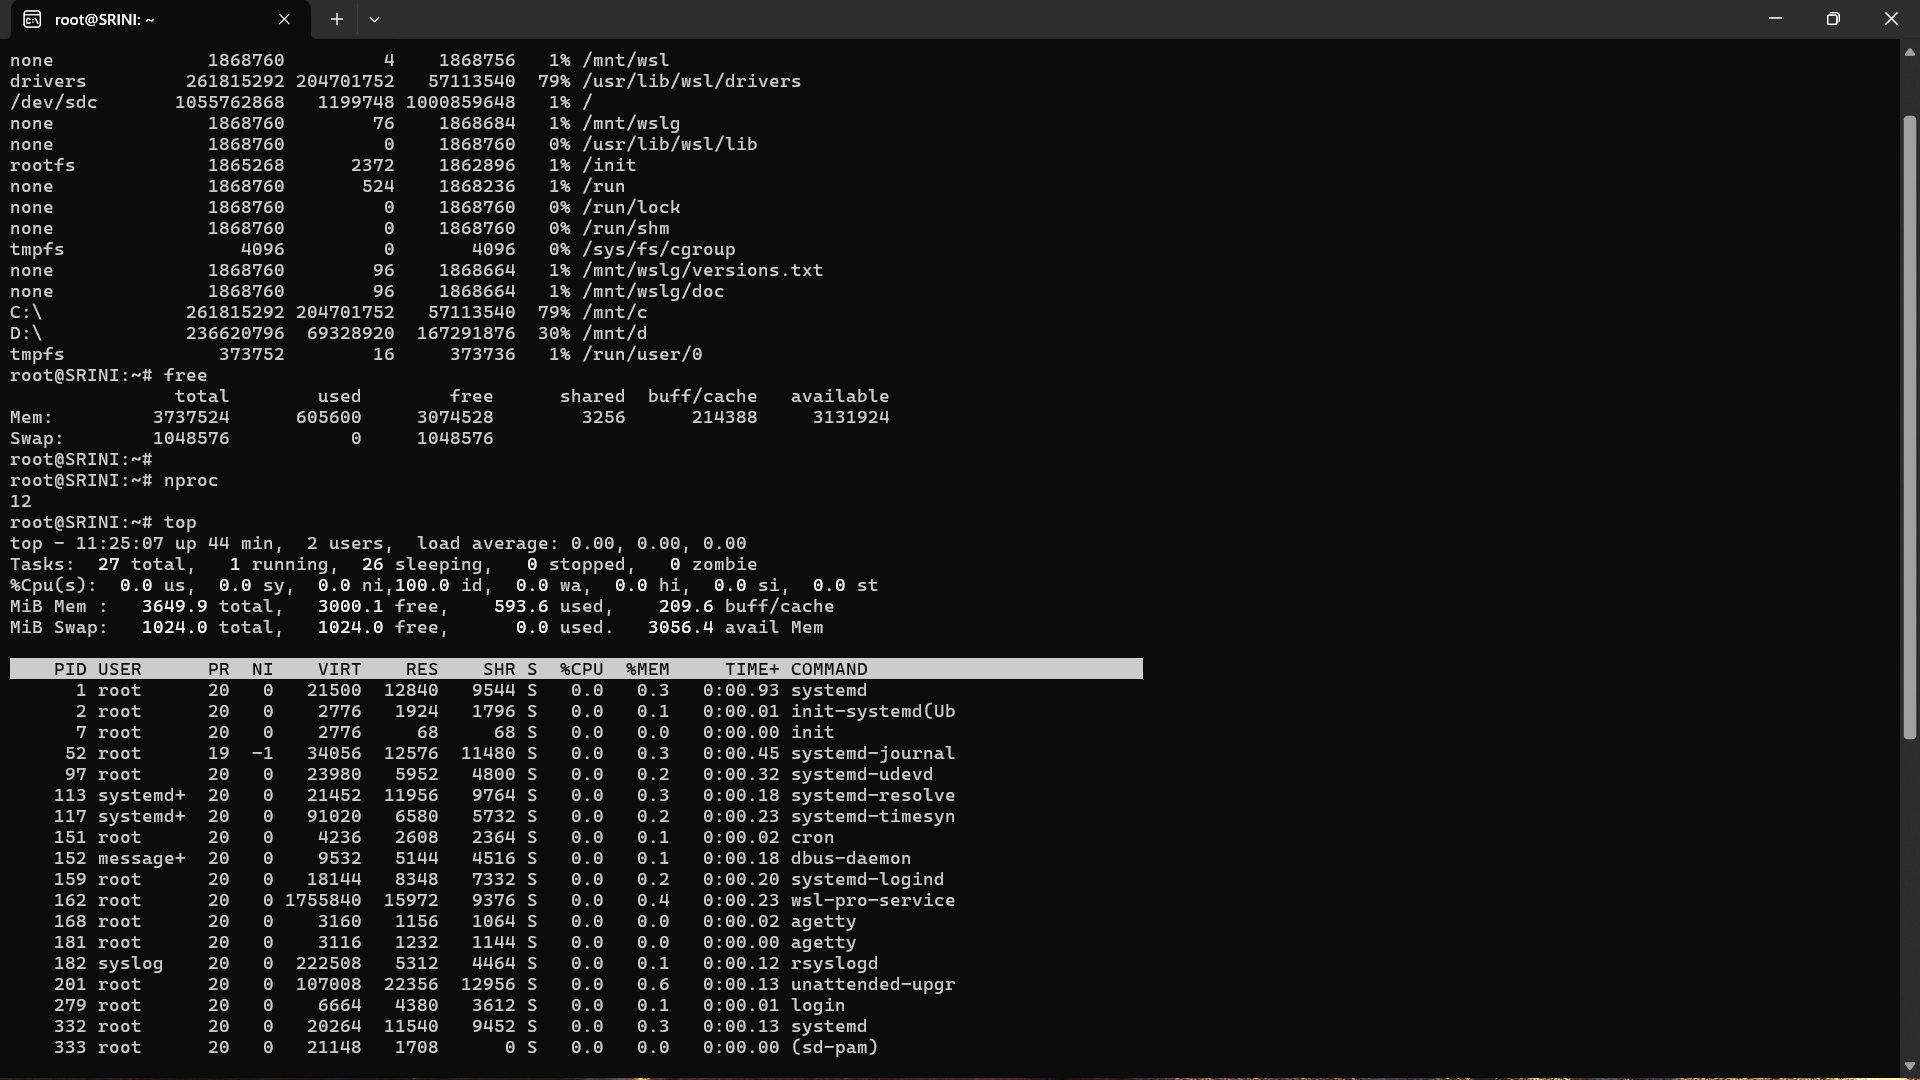 root@SRINI: ~
none              1868760         4    1868756   1% /mnt/wsl
drivers         261815292 204701752   57113540  79% /usr/lib/wsl/drivers
/dev/sdc       1055762868   1199748 1000859648   1% /
none              1868760        76    1868684   1% /mnt/wslg
none              1868760         0    1868760   0% /usr/lib/wsl/lib
rootfs            1865268      2372    1862896   1% /init
none              1868760       524    1868236   1% /run
none              1868760         0    1868760   0% /run/lock
none              1868760         0    1868760   0% /run/shm
tmpfs                4096         0       4096   0% /sys/fs/cgroup
none              1868760        96    1868664   1% /mnt/wslg/versions.txt
none              1868760        96    1868664   1% /mnt/wslg/doc
C:\             261815292 204701752   57113540  79% /mnt/c
D:\             236620796  69328920  167291876  30% /mnt/d
tmpfs              373752        16     373736   1% /run/user/0
root@SRINI:~# free
               total        used        free      shared  buff/cache   available
Mem:         3737524      605600     3074528        3256      214388     3131924
Swap:        1048576           0     1048576
root@SRINI:~#
root@SRINI:~# nproc
12
root@SRINI:~# top
top - 11:25:07 up 44 min,  2 users,  load average: 0.00, 0.00, 0.00
Tasks:  27 total,   1 running,  26 sleeping,   0 stopped,   0 zombie
%Cpu(s):  0.0 us,  0.0 sy,  0.0 ni,100.0 id,  0.0 wa,  0.0 hi,  0.0 si,  0.0 st
MiB Mem :   3649.9 total,   3000.1 free,    593.6 used,    209.6 buff/cache
MiB Swap:   1024.0 total,   1024.0 free,      0.0 used.   3056.4 avail Mem
    PID USER      PR  NI    VIRT    RES    SHR S  %CPU  %MEM     TIME+ COMMAND
      1 root      20   0   21500  12840   9544 S   0.0   0.3   0:00.93 systemd
      2 root      20   0    2776   1924   1796 S   0.0   0.1   0:00.01 init-systemd(Ub
      7 root      20   0    2776     68     68 S   0.0   0.0   0:00.00 init
     52 root      19  -1   34056  12576  11480 S   0.0   0.3   0:00.45 systemd-journal
     97 root      20   0   23980   5952   4800 S   0.0   0.2   0:00.32 systemd-udevd
    113 systemd+  20   0   21452  11956   9764 S   0.0   0.3   0:00.18 systemd-resolve
    117 systemd+  20   0   91020   6580   5732 S   0.0   0.2   0:00.23 systemd-timesyn
    151 root      20   0    4236   2608   2364 S   0.0   0.1   0:00.02 cron
    152 message+  20   0    9532   5144   4516 S   0.0   0.1   0:00.18 dbus-daemon
    159 root      20   0   18144   8348   7332 S   0.0   0.2   0:00.20 systemd-logind
    162 root      20   0 1755840  15972   9376 S   0.0   0.4   0:00.23 wsl-pro-service
    168 root      20   0    3160   1156   1064 S   0.0   0.0   0:00.02 agetty
    181 root      20   0    3116   1232   1144 S   0.0   0.0   0:00.00 agetty
    182 syslog    20   0  222508   5312   4464 S   0.0   0.1   0:00.12 rsyslogd
    201 root      20   0  107008  22356  12956 S   0.0   0.6   0:00.13 unattended-upgr
    279 root      20   0    6664   4380   3612 S   0.0   0.1   0:00.01 login
    332 root      20   0   20264  11540   9452 S   0.0   0.3   0:00.13 systemd
    333 root      20   0   21148   1708      0 S   0.0   0.0   0:00.00 (sd-pam)